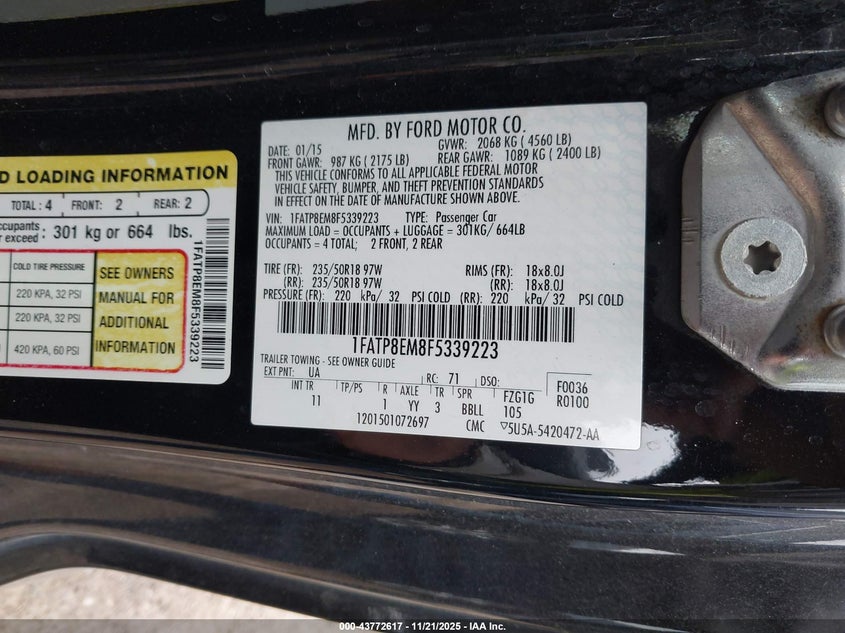 D LOADING INFORMATION
TOTAL: 4 FRONT: 2 REAR: 2
ccupants
r exceed: 301 kg or 664 lbs.
COLD TIRE PRESSURE
220 KPA, 32 PSI
220 KPA, 32 PSI
420 KPA, 60 PSI
SEE OWNERS
MANUAL FOR
ADDITIONAL
INFORMATION
1FATP8EM8F5339223
MFD. BY FORD MOTOR CO.
DATE: 01/15 GVWR: 2068 KG ( 4560 LB)
FRONT GAWR: 987 KG ( 2175 LB) REAR GAWR: 1089 KG ( 2400 LB)
THIS VEHICLE CONFORMS TO ALL APPLICABLE FEDERAL MOTOR
VEHICLE SAFETY, BUMPER, AND THEFT PREVENTION STANDARDS
IN EFFECT ON THE DATE OF MANUFACTURE SHOWN ABOVE.
VIN: 1FATP8EM8F5339223 TYPE: Passenger Car
MAXIMUM LOAD = OCCUPANTS + LUGGAGE = 301KG/ 664LB
OCCUPANTS = 4 TOTAL; 2 FRONT, 2 REAR
TIRE (FR): 235/50R18 97W RIMS (FR): 18x8.0J
(RR): 235/50R18 97W (RR): 18x8.0J
PRESSURE (FR): 220 kPa/ 32 PSI COLD (RR): 220 kPa/ 32 PSI COLD
1FATP8EM8F5339223
TRAILER TOWING - SEE OWNER GUIDE
EXT PNT: UA RC: 71 DSO: F0036
INT TR TP/PS R AXLE TR SPR FZG1G R0100
11 1 YY 3 BBLL 105
1201501072697 CMC ▽5U5A-5420472-AA
000-43772617 - 11/21/2025 - IAA Inc.